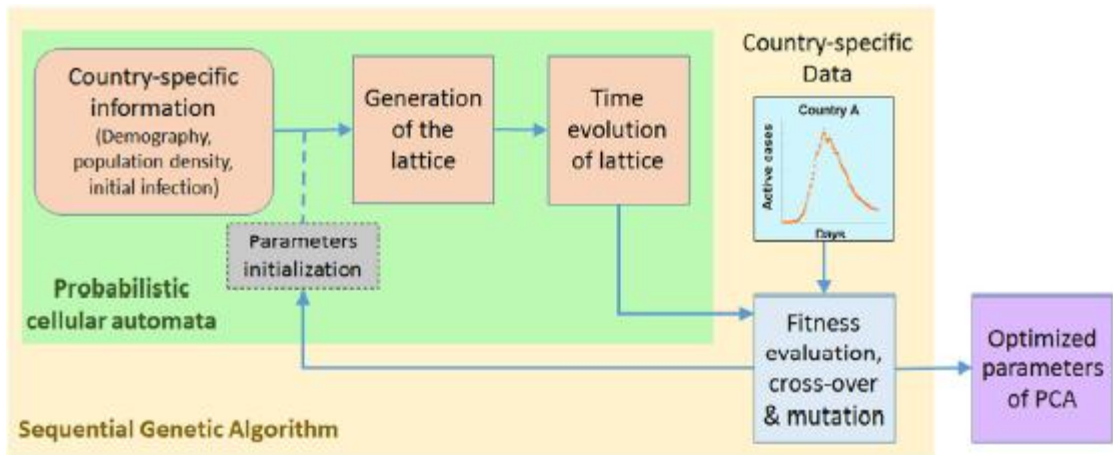 Country-specific
information
(Demography,
population density,
initial infection)
Generation
of the
lattice
Time
evolution
of lattice
Country-specific
Data
Country A
Active cases
Days
Parameters
initialization
Probabilistic
cellular automata
Fitness
evaluation,
cross-over
& mutation
Optimized
parameters
of PCA
Sequential Genetic Algorithm